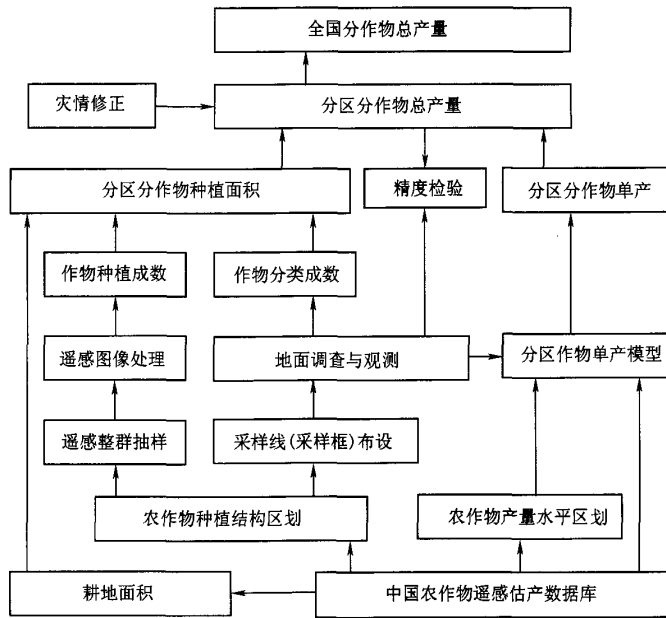 全国分作物总产量
灾情修正
分区分作物总产量
分区分作物种植面积
精度检验
分区分作物单产
作物种植成数
作物分类成数
遥感图像处理
地面调查与观测
分区作物单产模型
遥感整群抽样
采样线(采样框)布设
农作物种植结构区划
农作物产量水平区划
耕地面积
中国农作物遥感估产数据库